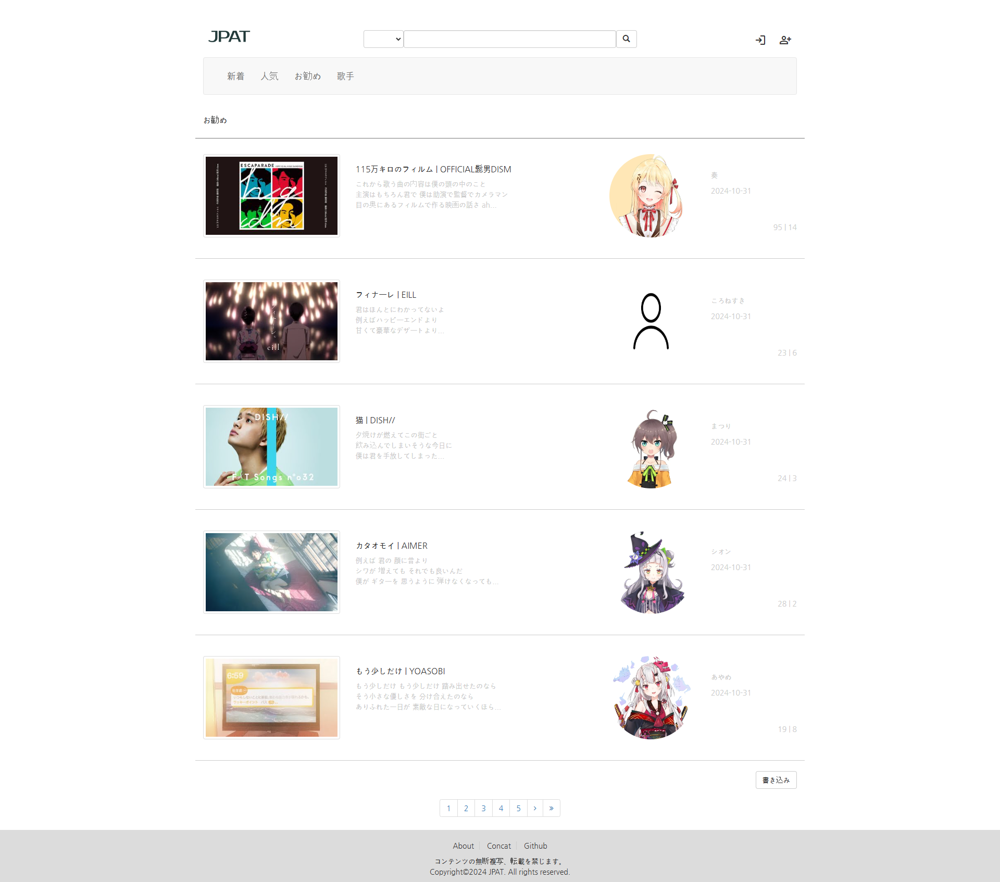 JPAT
新着 人気 お勧め 歌手
お勧め
ESCAPARADE
115万キロのフィルム | OFFICIAL髭男DISM
これから歌う曲の内容は僕の頭の中のこと
主演はもちろん君で 僕は助演で監督でカメラマン
目の奥にあるフィルムで作る映画の話さ ah...
奏
2024-10-31
95 | 14
フィナーレ。
eill
フィナーレ | EILL
君はほんとにわかってないよ
例えばハッピーエンドより
甘くて豪華なデザートより...
ころねすき
2024-10-31
23 | 6
DISH//
Songs n°o32
猫 | DISH//
夕焼けが燃えてこの街ごと
飲み込んでしまいそうな今日に
僕は君を手放してしまった...
まつり
2024-10-31
24 | 3
カタオモイ | AIMER
例えば 君の 顔に昔より
シワが 増えても それでも良いんだ
僕が ギターを 思うように 弾けなくなっても...
シオン
2024-10-31
28 | 2
6:59
もう少しだけ | YOASOBI
もう少しだけ もう少しだけ 踏み出せたのなら
そう小さな優しさを 分け合えたのなら
ありふれた一日が 素敵な日になっていくほら...
あやめ
2024-10-31
19 | 8
書き込み
1 2 3 4 5 › »
About Concat Github
コンテンツの無断複写、転載を禁じます。
Copyright©2024 JPAT. All rights reserved.